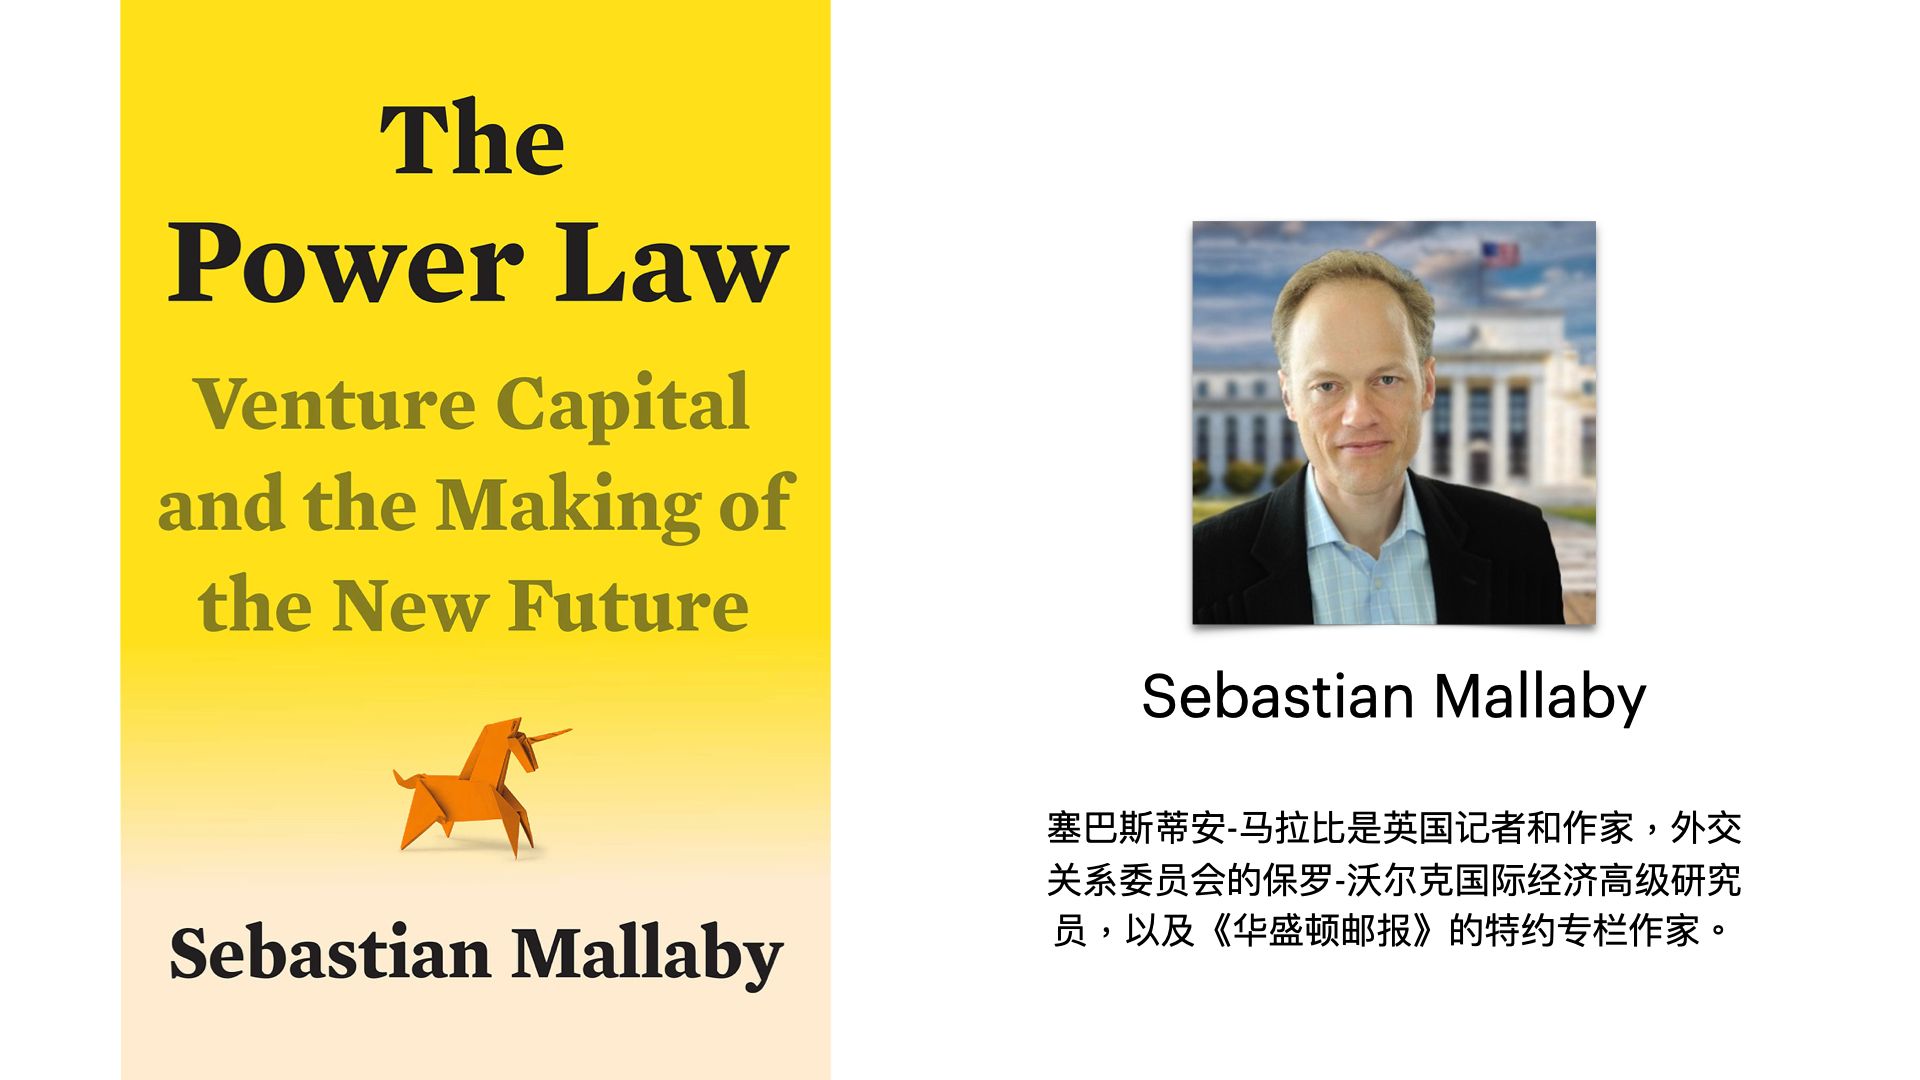 The
Power Law
Venture Capital
and the Making of
the New Future
Sebastian Mallaby
Sebastian Mallaby
塞巴斯蒂安-马拉比是英国记者和作家，外交
关系委员会的保罗-沃尔克国际经济高级研究
员，以及《华盛顿邮报》的特约专栏作家。